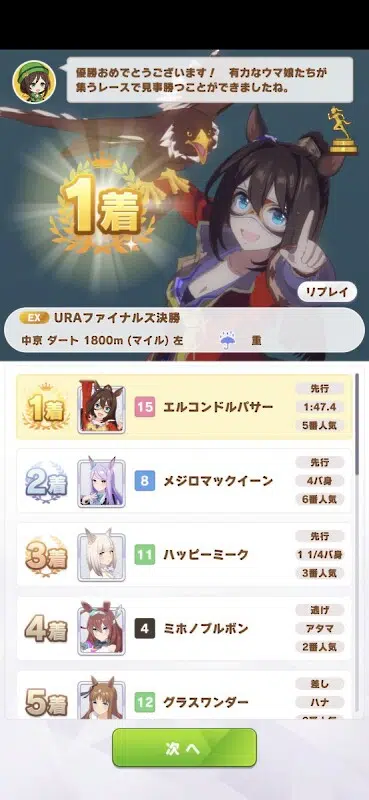 優勝おめでとうございます！　有力なウマ娘たちが
集うレースで見事勝つことができましたね。
1着
リプレイ
EX URAファイナルズ決勝
中京 ダート 1800m (マイル) 左 重
1着 15 エルコンドルパサー
先行
1:47.4
5番人気
2着 8 メジロマックイーン
先行
4バ身
6番人気
3着 11 ハッピーミーク
先行
1 1/4バ身
3番人気
4着 4 ミホノブルボン
逃げ
アタマ
2番人気
5着 12 グラスワンダー
差し
ハナ
次へ